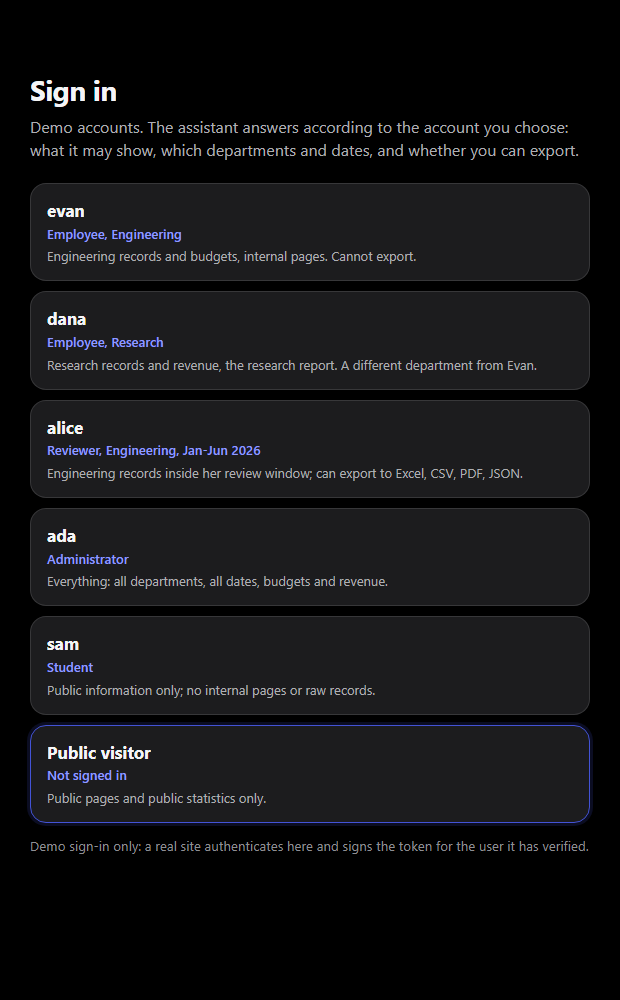 Sign in
Demo accounts. The assistant answers according to the account you choose:
what it may show, which departments and dates, and whether you can export.
evan
Employee, Engineering
Engineering records and budgets, internal pages. Cannot export.
dana
Employee, Research
Research records and revenue, the research report. A different department from Evan.
alice
Reviewer, Engineering, Jan-Jun 2026
Engineering records inside her review window; can export to Excel, CSV, PDF, JSON.
ada
Administrator
Everything: all departments, all dates, budgets and revenue.
sam
Student
Public information only; no internal pages or raw records.
Public visitor
Not signed in
Public pages and public statistics only.
Demo sign-in only: a real site authenticates here and signs the token for the user it has verified.